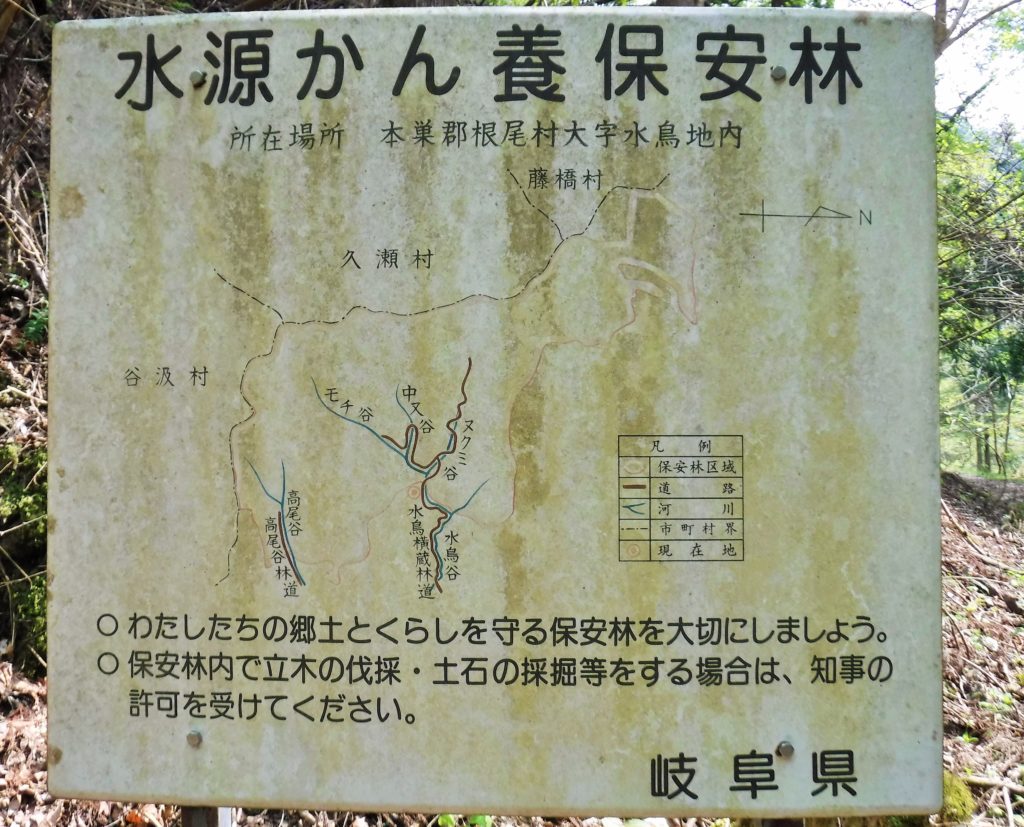 水源かん養保安林
所在場所　本巣郡根尾村大字水鳥地内
藤橋村
N
久瀬村
谷汲村
モチ谷
中又谷
ヌクミ谷
高尾谷
高尾谷林道
水鳥横蔵林道
水鳥谷
凡　例
保安林区域
道　路
河　川
市町村界
現在地
○わたしたちの郷土とくらしを守る保安林を大切にしましょう。
○保安林内で立木の伐採・土石の採掘等をする場合は、知事の
許可を受けてください。
岐阜県